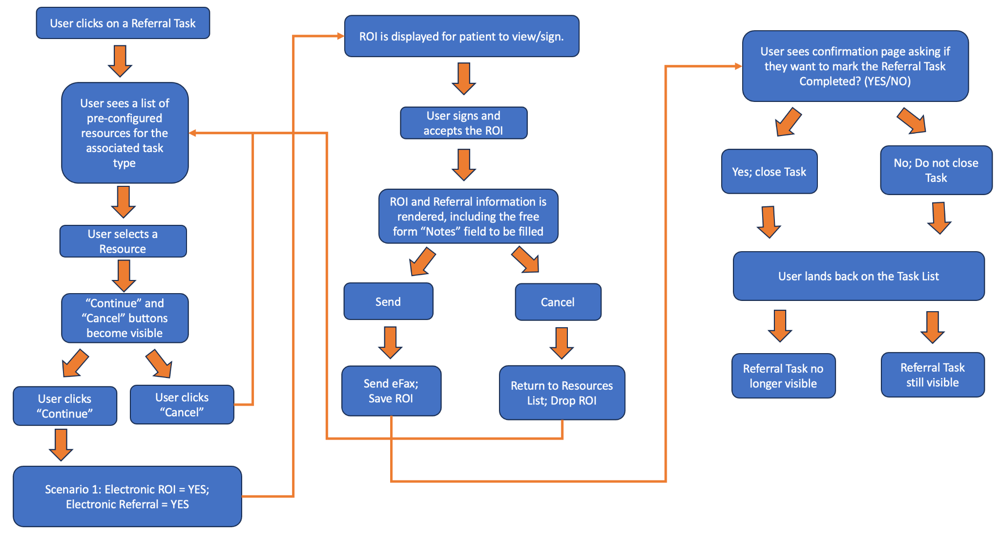 User clicks on a Referral Task
User sees a list of
pre-configured
resources for the
associated task
type
User selects a
Resource
“Continue” and
“Cancel” buttons
become visible
User clicks
“Continue”
User clicks
“Cancel”
Scenario 1: Electronic ROI = YES;
Electronic Referral = YES
ROI is displayed for patient to view/sign.
User signs and
accepts the ROI
ROI and Referral information is
rendered, including the free
form “Notes” field to be filled
Send
Cancel
Send eFax;
Save ROI
Return to Resources
List; Drop ROI
User sees confirmation page asking if
they want to mark the Referral Task
Completed? (YES/NO)
Yes; close Task
No; Do not close
Task
User lands back on the Task List
Referral Task no
longer visible
Referral Task
still visible